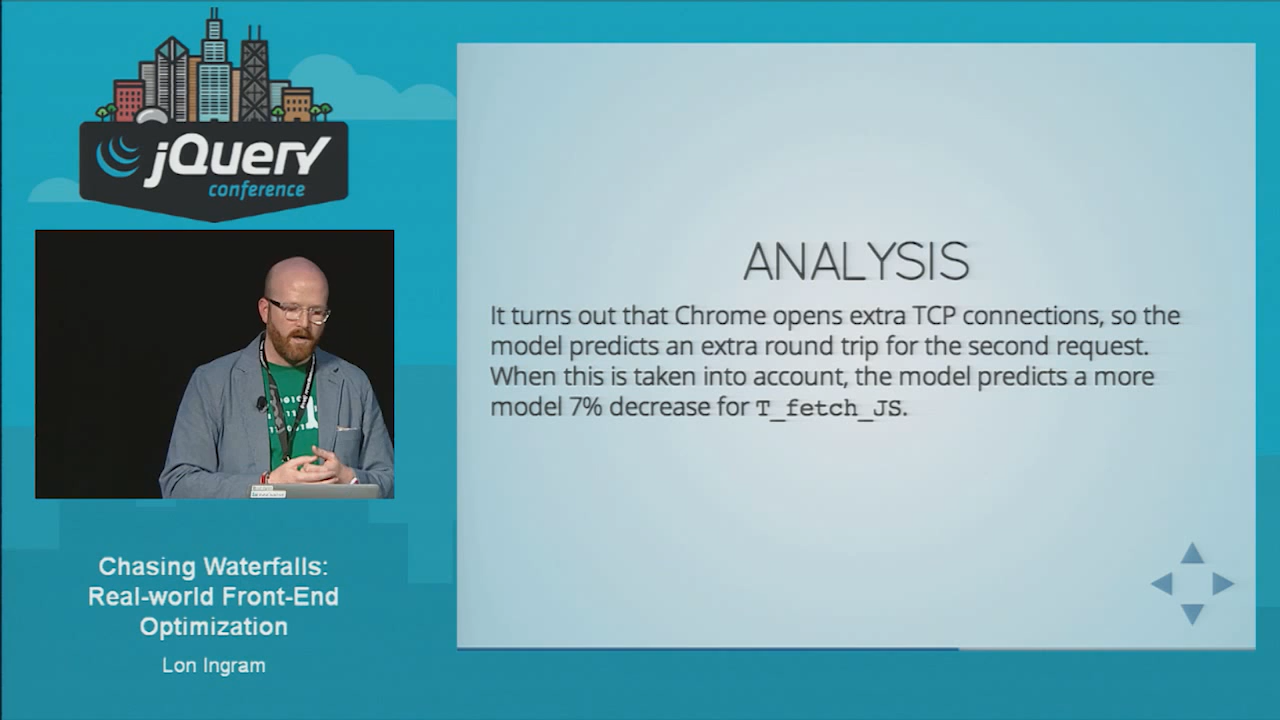 jQuery
conference
ANALYSIS
It turns out that Chrome opens extra TCP connections, so the
model predicts an extra round trip for the second request.
When this is taken into account, the model predicts a more
model 7% decrease for T_fetch_JS.
Chasing Waterfalls:
Real-world Front-End
Optimization
Lon Ingram